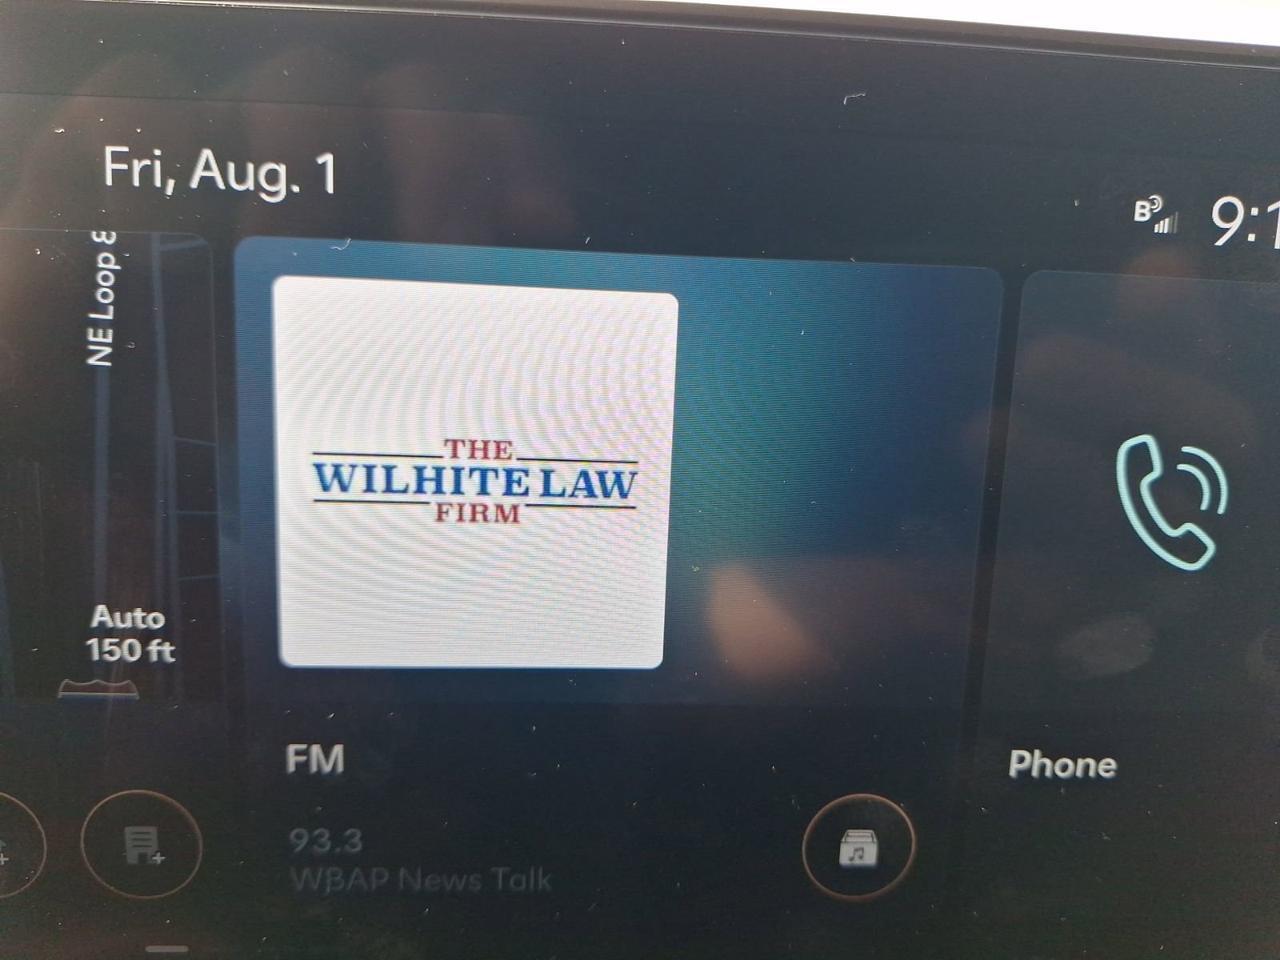 Fri, Aug. 1
B
9:1
NE Loop 8
THE
WILHITE LAW
FIRM
Auto
150 ft
FM
Phone
93.3
WBAP News Talk